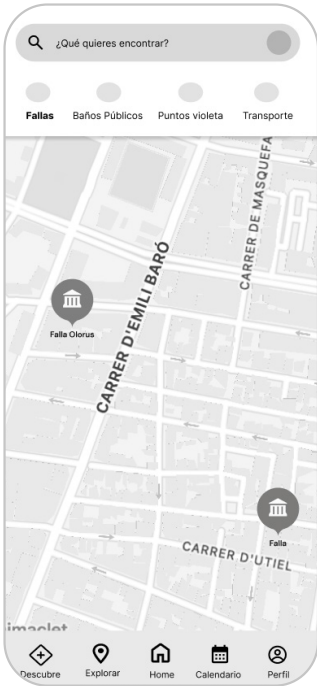 ¿Qué quieres encontrar?
Fallas Baños Públicos Puntos violeta Transporte
CARRER DE MASQUEFA
CARRER D'EMILI BARÓ
Falla Olorus
Falla
CARRER D'UTIEL
imaclet
Descubre Explorar Home Calendario Perfil